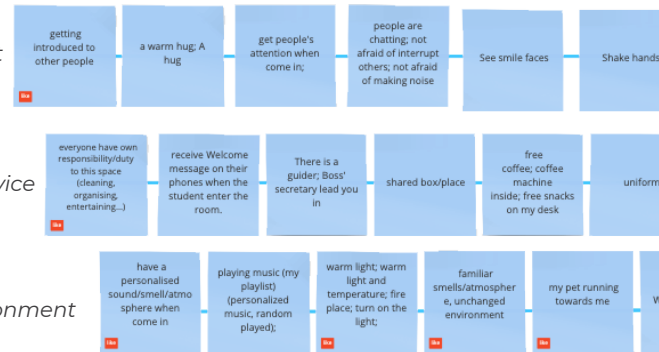 getting
introduced to
other people
like
a warm hug; A
hug
get people's
attention when
come in;
people are
chatting; not
afraid of interrupt
others; not afraid
of making noise
See smile faces
Shake hands
vice
everyone have own
responsibility/duty
to this space
(cleaning,
organising,
entertaining...)
like
receive Welcome
message on their
phones when the
student enter the
room.
There is a
guider; Boss'
secretary lead you
in
shared box/place
free
coffee; coffee
machine
inside; free snacks
on my desk
uniform
onment
have a
personalised
sound/smell/atmo
sphere when
come in
like
playing music (my
playlist)
(personalized
music, random
played);
warm light; warm
light and
temperature; fire
place; turn on the
light;
like
familiar
smells/atmospher
e, unchanged
environment
like
my pet running
towards me
like